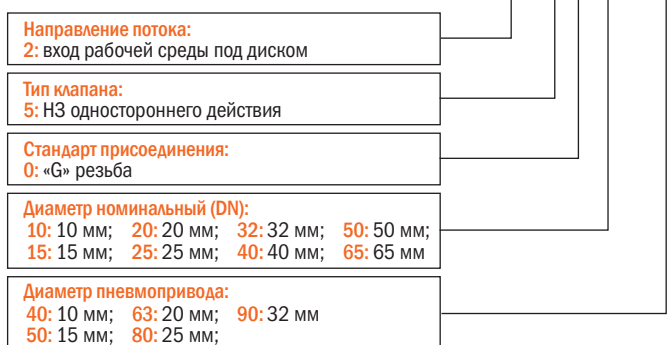 Направление потока:
2: вход рабочей среды под диском
Тип клапана:
5: НЗ одностороннего действия
Стандарт присоединения:
0: «G» резьба
Диаметр номинальный (DN):
10: 10 мм; 20: 20 мм; 32: 32 мм; 50: 50 мм;
15: 15 мм; 25: 25 мм; 40: 40 мм; 65: 65 мм
Диаметр пневмопривода:
40: 10 мм; 63: 20 мм; 90: 32 мм
50: 15 мм; 80: 25 мм;